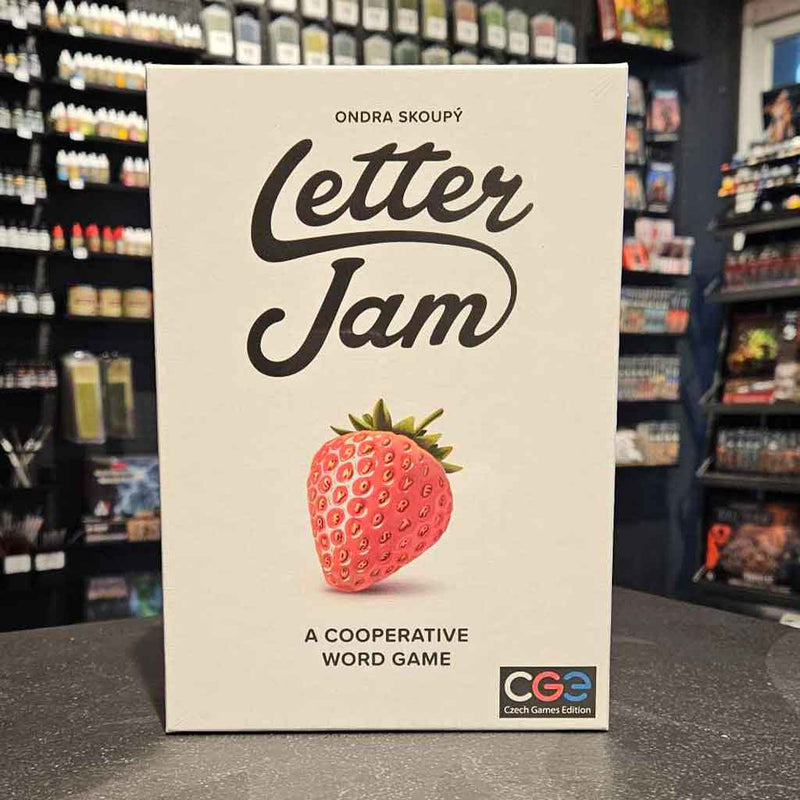 ONDRA SKOUPÝ
Letter
Jam
A COOPERATIVE
WORD GAME
CGE
Czech Games Edition